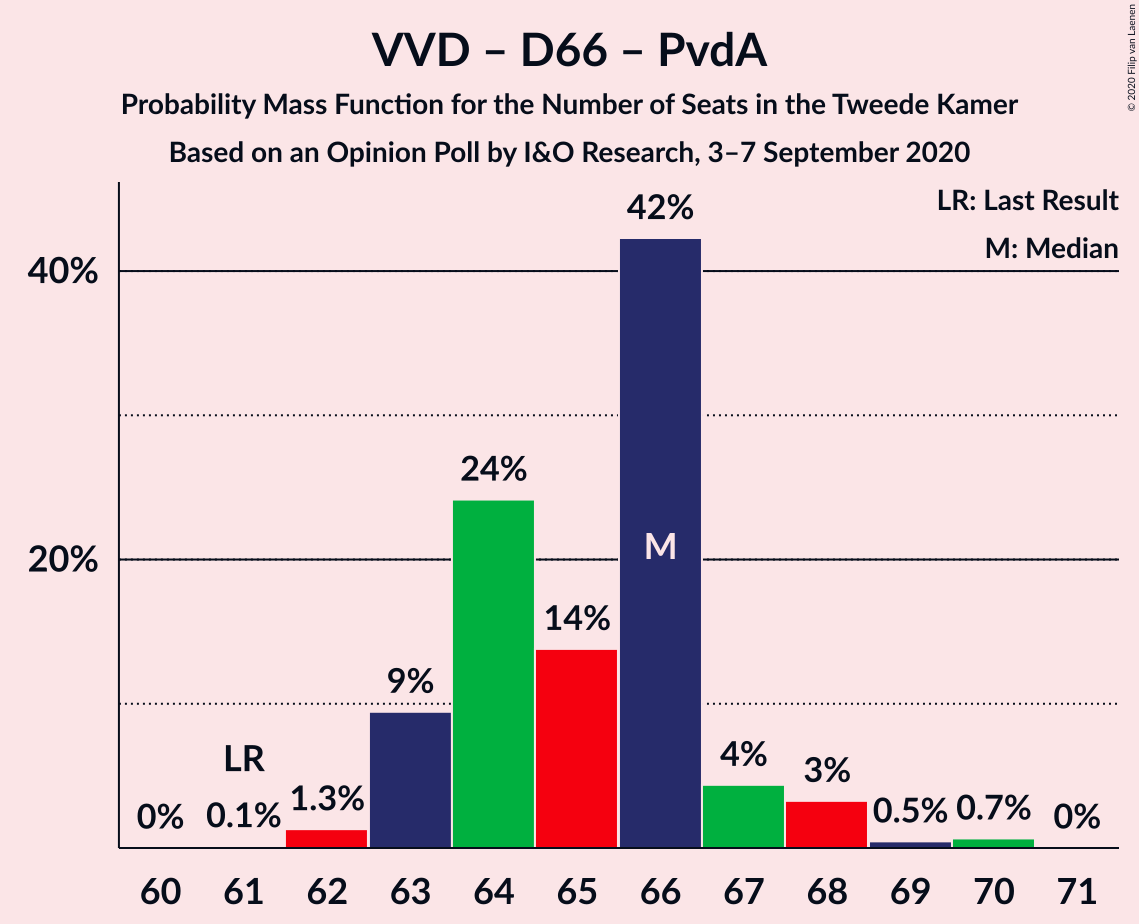 VVD – D66 – PvdA
Probability Mass Function for the Number of Seats in the Tweede Kamer
Based on an Opinion Poll by I&O Research, 3–7 September 2020
© 2020 Filip van Laenen
LR: Last Result
M: Median
42%
40%
24%
20%
M
14%
9%
LR
4%
3%
0%
0.1%
1.3%
0.5%
0.7%
0%
60 61 62 63 64 65 66 67 68 69 70 71